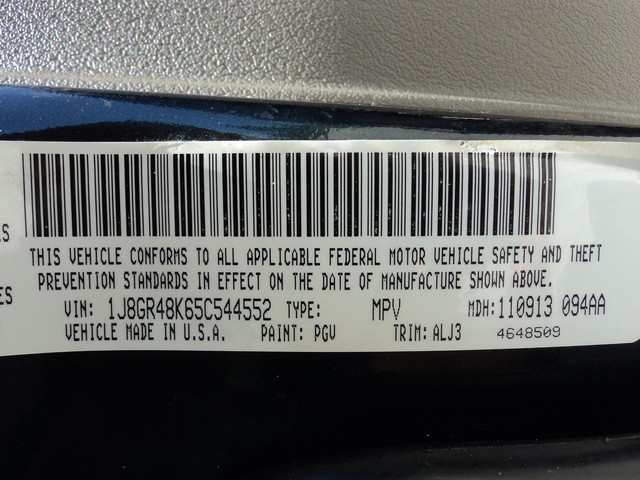 THIS VEHICLE CONFORMS TO ALL APPLICABLE FEDERAL MOTOR VEHICLE SAFETY AND THEFT
PREVENTION STANDARDS IN EFFECT ON THE DATE OF MANUFACTURE SHOWN ABOVE.
VIN: 1J8GR48K65C544552 TYPE: MPV MDH: 110913 094AA
VEHICLE MADE IN U.S.A. PAINT: PGV TRIM: ALJ3 4648509